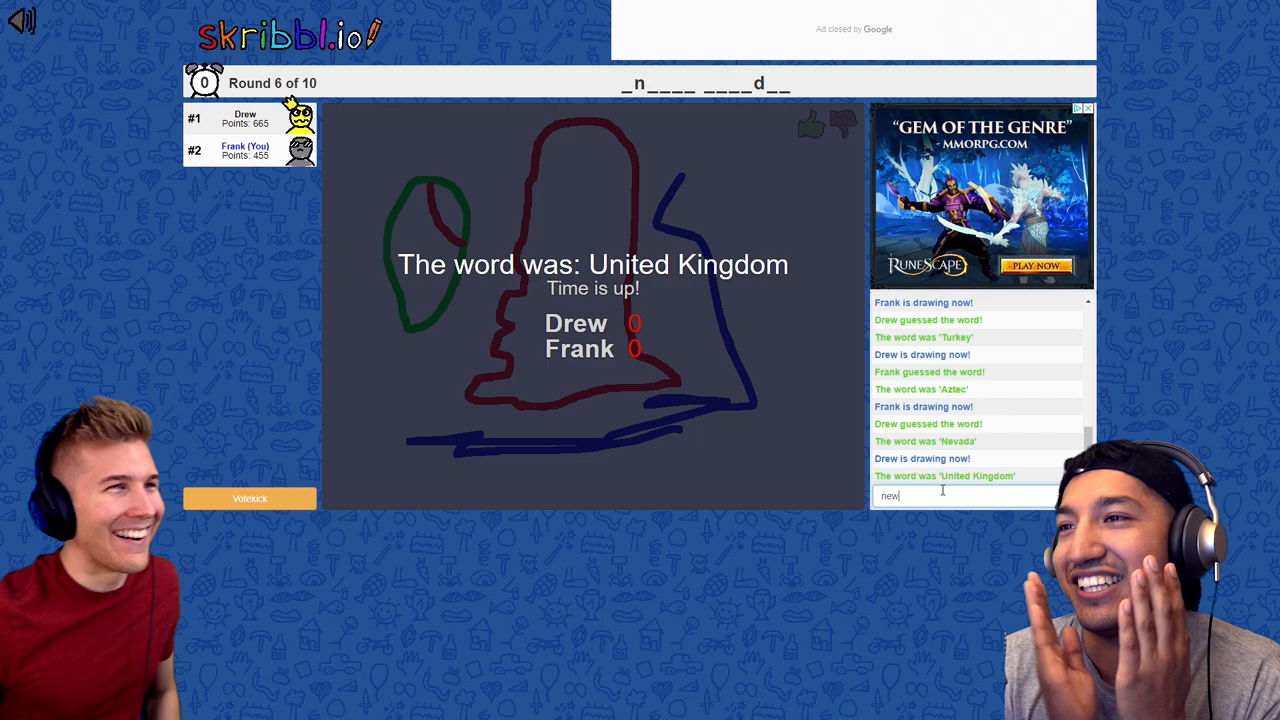 skribbl.io
Ad closed by Google
0
Round 6 of 10
_n____ ____d__
#1
Drew
Points: 665
#2
Frank (You)
Points: 455
The word was: United Kingdom
Time is up!
Drew 0
Frank 0
Votekick
"GEM OF THE GENRE"
- MMORPG.COM
RUNESCAPE
PLAY NOW
Frank is drawing now!
Drew guessed the word!
The word was 'Turkey'
Drew is drawing now!
Frank guessed the word!
The word was 'Aztec'
Frank is drawing now!
Drew guessed the word!
The word was 'Nevada'
Drew is drawing now!
The word was 'United Kingdom'
new